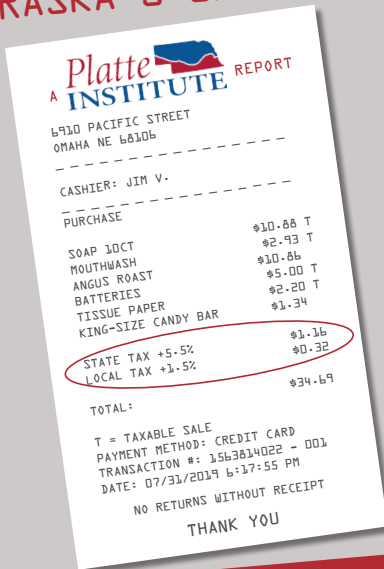 A Platte REPORT
INSTITUTE
6910 PACIFIC STREET
OMAHA NE 68106
CASHIER: JIM V.
PURCHASE
SOAP 10CT $10.88 T
MOUTHWASH $2.93 T
ANGUS ROAST $10.86
BATTERIES $5.00 T
TISSUE PAPER $2.20 T
KING-SIZE CANDY BAR $1.34
STATE TAX +5.5% $1.16
LOCAL TAX +1.5% $0.32
TOTAL: $34.69
T = TAXABLE SALE
PAYMENT METHOD: CREDIT CARD
TRANSACTION #: 1563814022 - 001
DATE: 07/31/2019 6:17:55 PM
NO RETURNS WITHOUT RECEIPT
THANK YOU